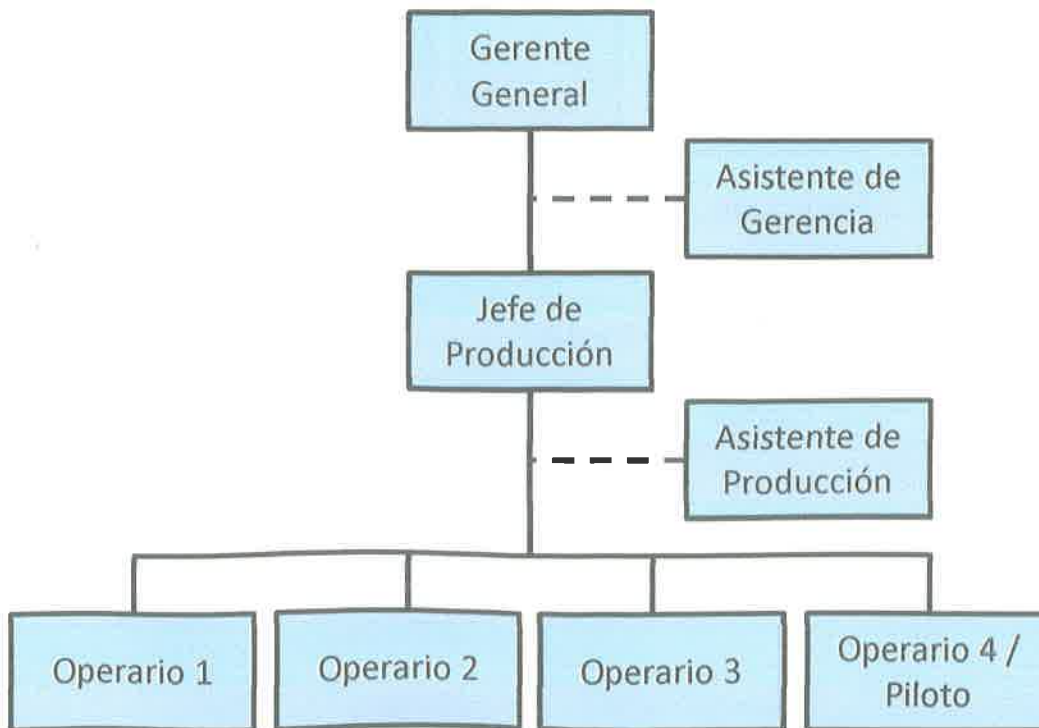 Gerente
General
Asistente de
Gerencia
Jefe de
Producción
Asistente de
Producción
Operario 1
Operario 2
Operario 3
Operario 4 /
Piloto